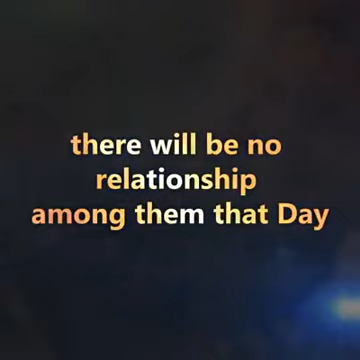 there will be no
relationship
among them that Day